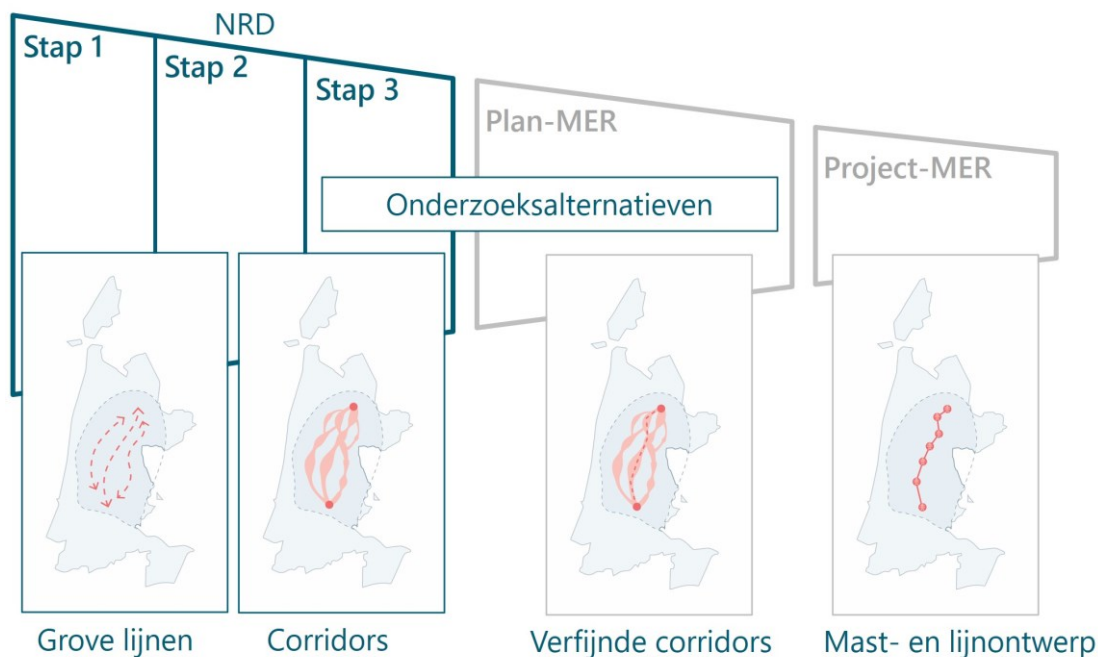 NRD
Stap 1
Stap 2
Stap 3
Plan-MER
Project-MER
Onderzoeksalternatieven
Grove lijnen
Corridors
Verfijnde corridors
Mast- en lijnontwerp